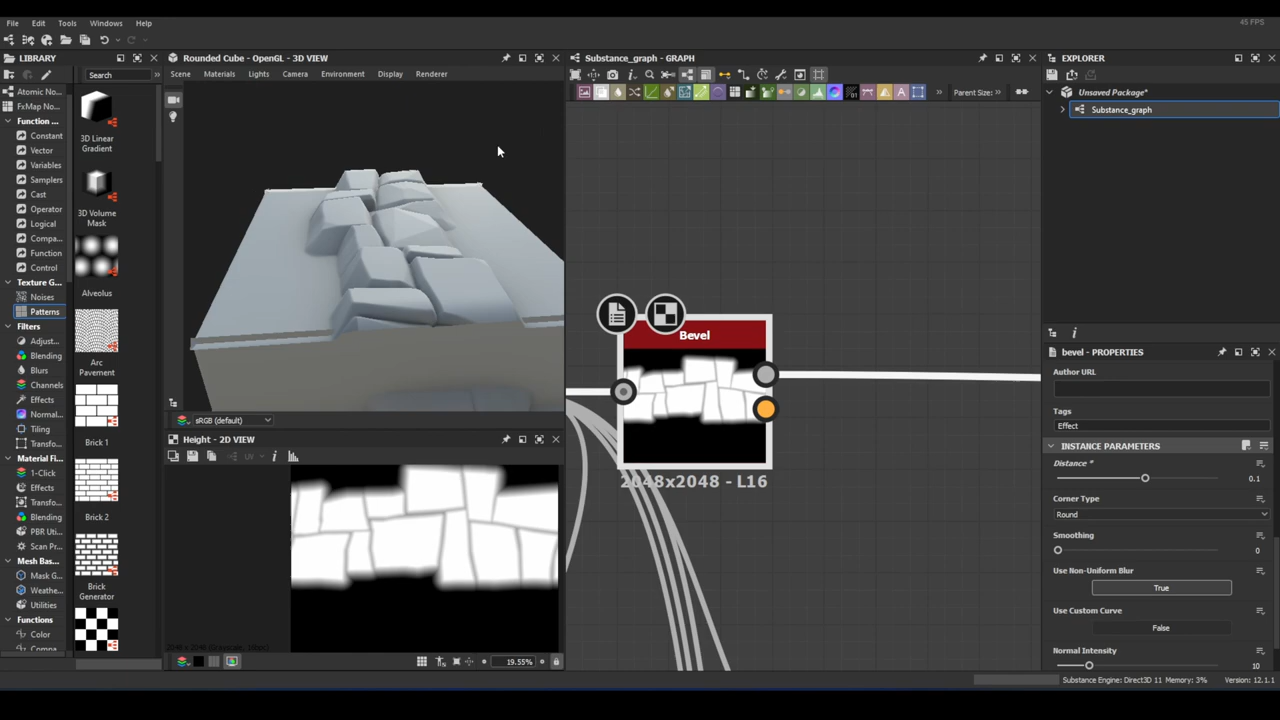 File Edit Tools Windows Help
45 FPS
LIBRARY
Search
Atomic No...
FxMap No...
Function ...
Constant
Vector
Variables
Samplers
Cast
Operator
Logical
Compa...
Function
Control
Texture G...
Noises
Patterns
Filters
Adjust...
Blending
Blurs
Channels
Effects
Normal...
Tiling
Transfo...
Material Fi...
1-Click
Effects
Transfo...
Blending
PBR Uti...
Scan Pr...
Mesh Bas...
Mask G...
Weathe...
Utilities
Functions
Color
3D Linear
Gradient
3D Volume
Mask
Alveolus
Arc
Pavement
Brick 1
Brick 2
Brick
Generator
Rounded Cube - OpenGL - 3D VIEW
Scene Materials Lights Camera Environment Display Renderer
sRGB (default)
Height - 2D VIEW
UV
19.55%
Substance_graph - GRAPH
Parent Size:
Bevel
2048x2048 - L16
EXPLORER
Unsaved Package*
Substance_graph
bevel - PROPERTIES
Author URL
Tags
Effect
INSTANCE PARAMETERS
Distance *
0.1
Corner Type
Round
Smoothing
0
Use Non-Uniform Blur
True
Use Custom Curve
False
Normal Intensity
10
Substance Engine: Direct3D 11 Memory: 3%
Version: 12.1.1